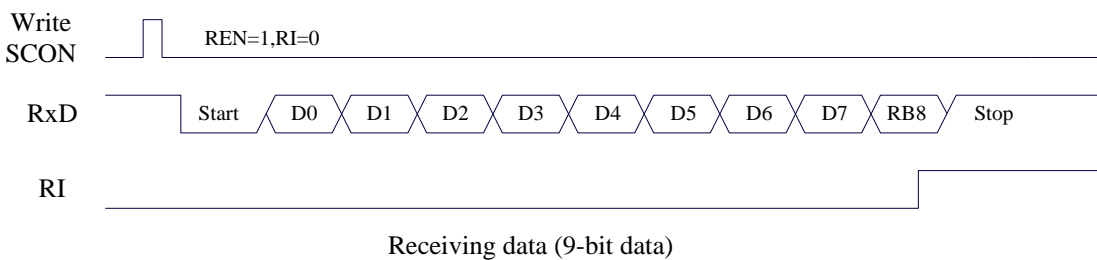 Write
SCON
REN=1,RI=0
RxD Start D0 D1 D2 D3 D4 D5 D6 D7 RB8 Stop
RI
Receiving data (9-bit data)